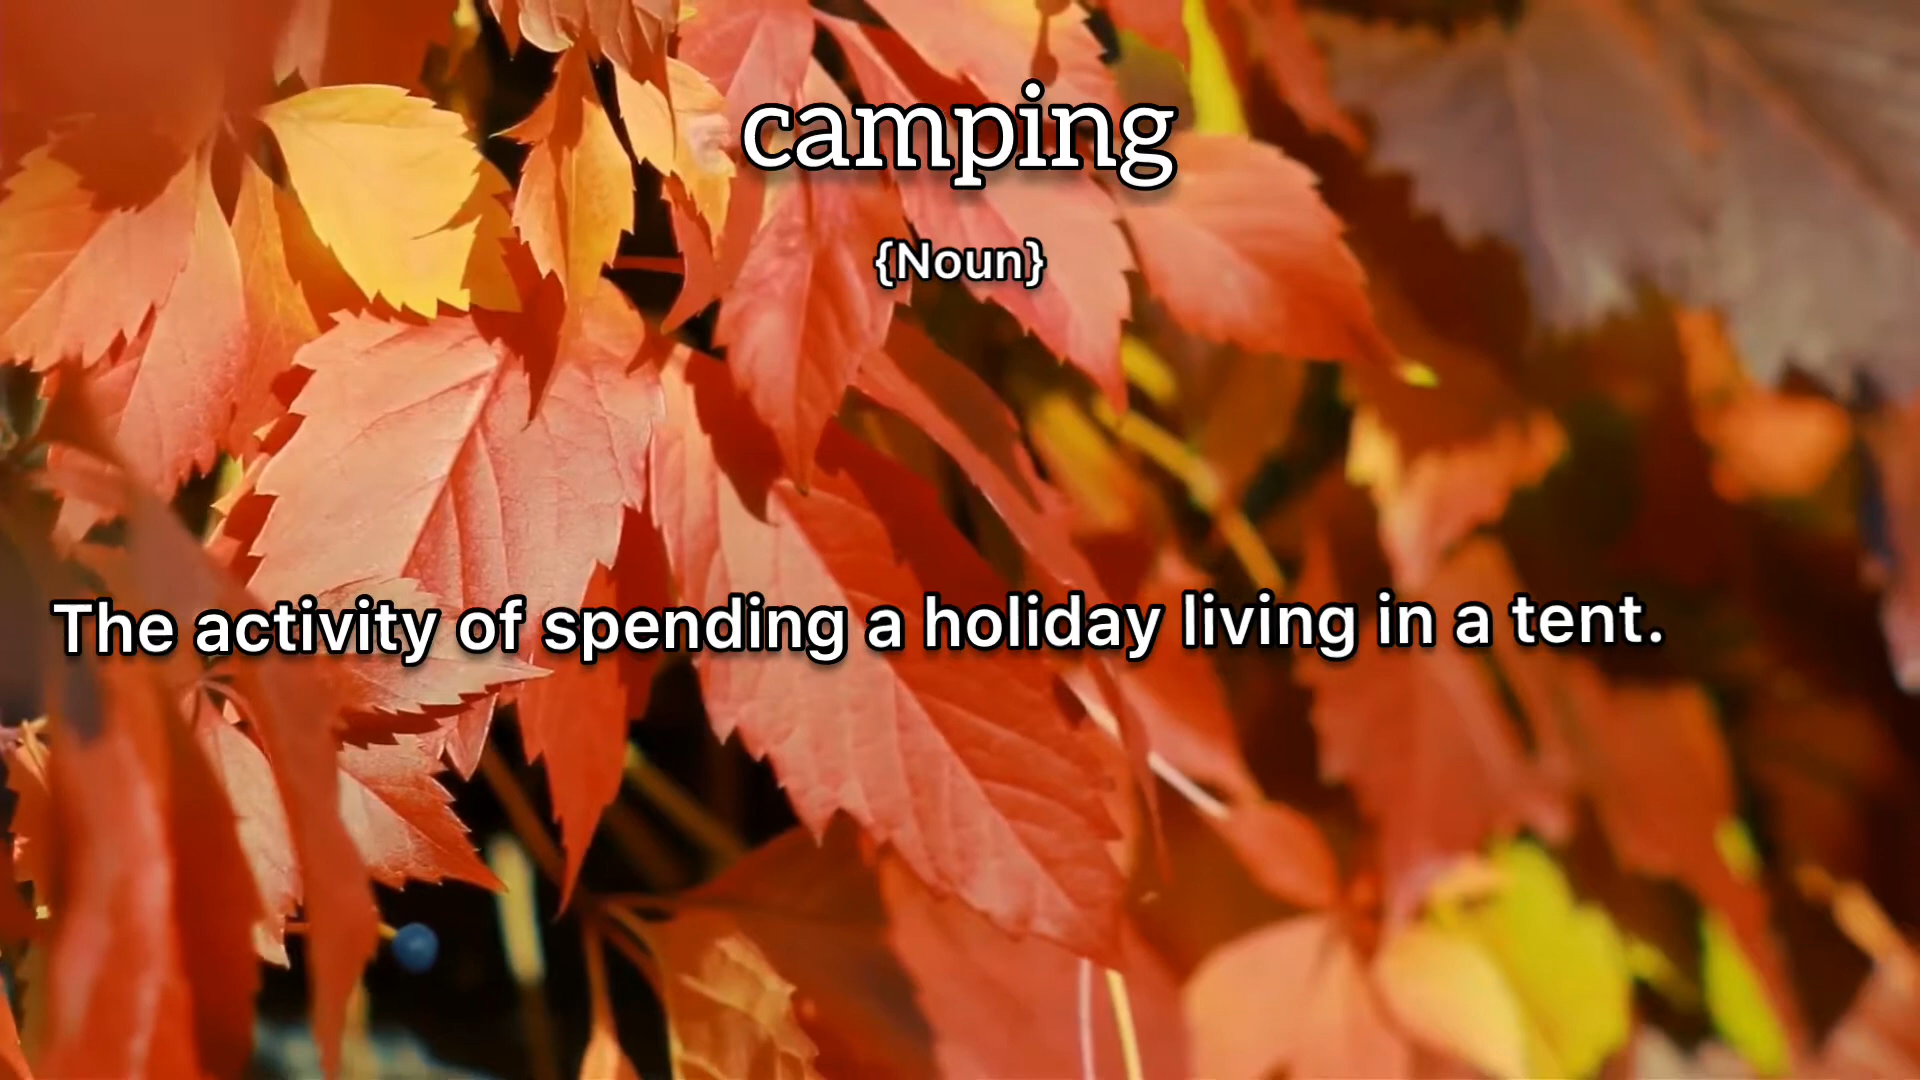 camping
{Noun}
The activity of spending a holiday living in a tent.